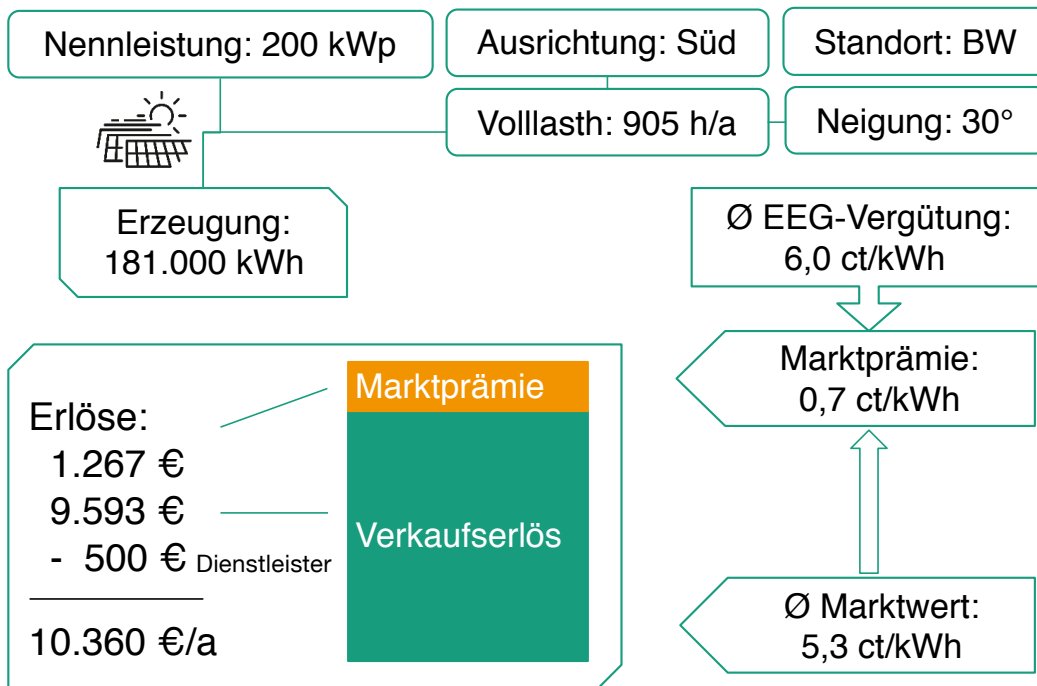 Nennleistung: 200 kWp
Ausrichtung: Süd
Standort: BW
Volllasth: 905 h/a
Neigung: 30°
Erzeugung:
181.000 kWh
Ø EEG-Vergütung:
6,0 ct/kWh
Marktprämie:
0,7 ct/kWh
Ø Marktwert:
5,3 ct/kWh
Erlöse:
1.267 €
9.593 €
- 500 € Dienstleister
10.360 €/a
Marktprämie
Verkaufserlös